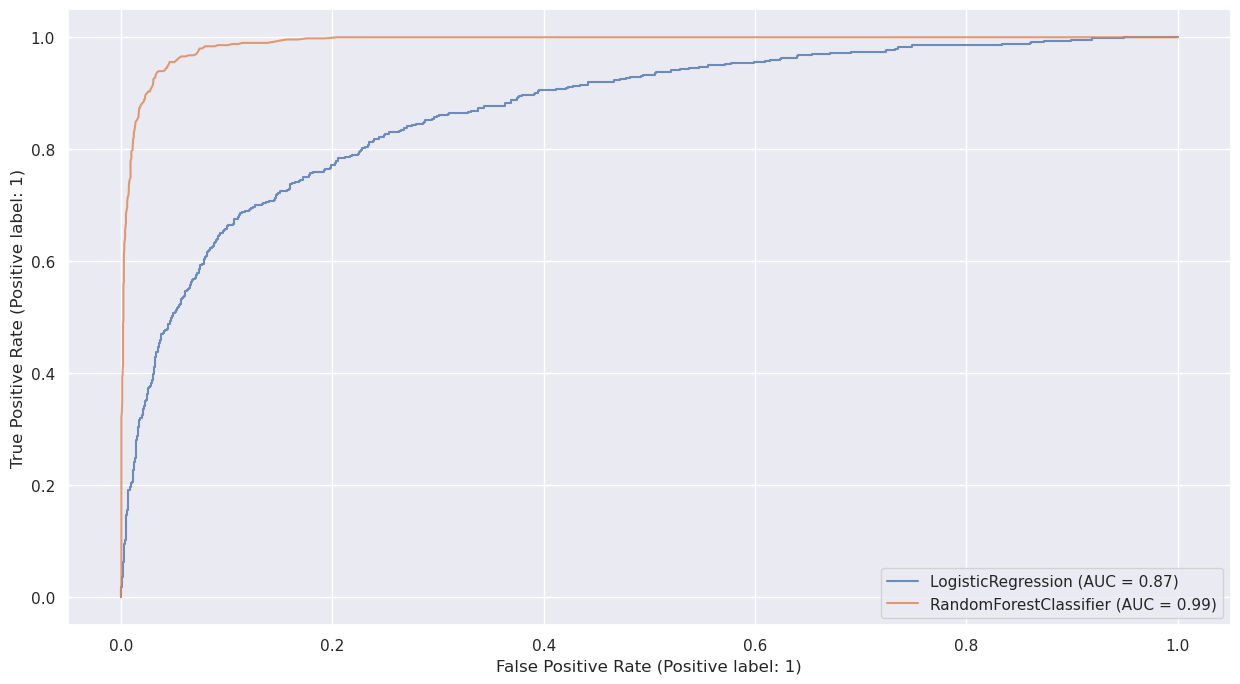 1.0
0.8
0.6
0.4
0.2
0.0
True Positive Rate (Positive label: 1)
LogisticRegression (AUC = 0.87)
RandomForestClassifier (AUC = 0.99)
0.0 0.2 0.4 0.6 0.8 1.0
False Positive Rate (Positive label: 1)